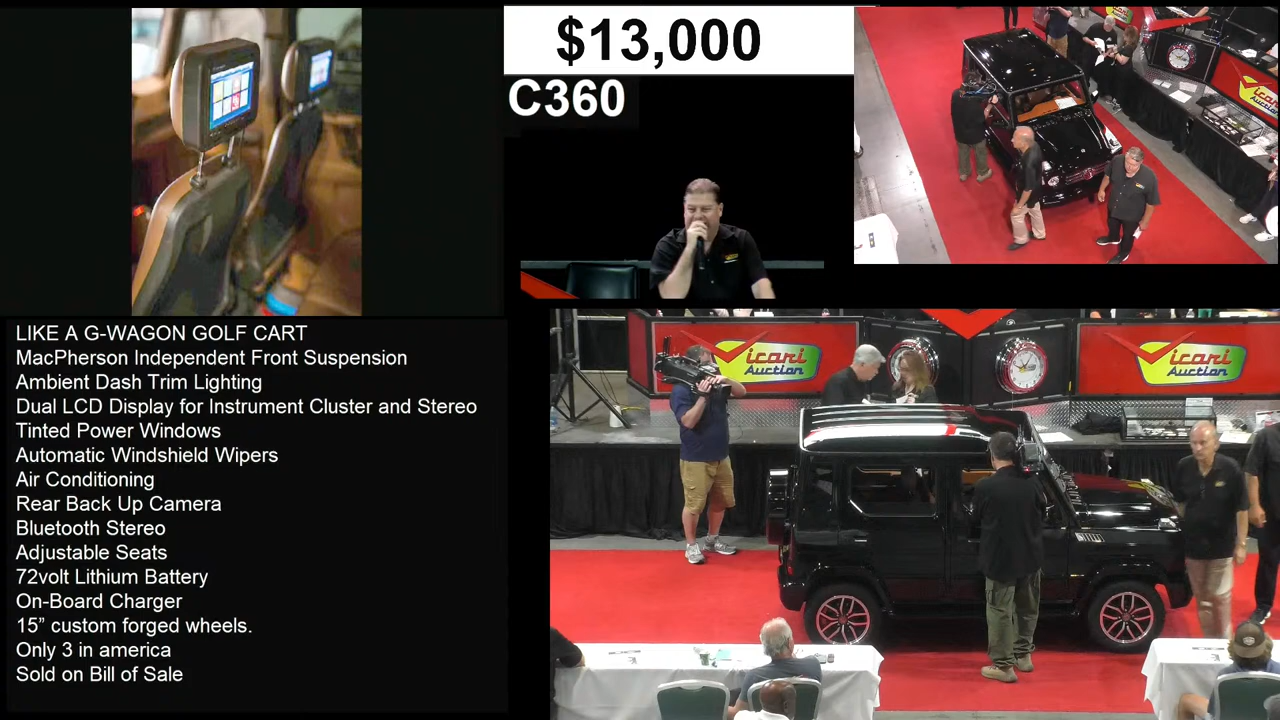 $13,000
C360
Vicari
Auction
LIKE A G-WAGON GOLF CART
MacPherson Independent Front Suspension
Ambient Dash Trim Lighting
Dual LCD Display for Instrument Cluster and Stereo
Tinted Power Windows
Automatic Windshield Wipers
Air Conditioning
Rear Back Up Camera
Bluetooth Stereo
Adjustable Seats
72volt Lithium Battery
On-Board Charger
15” custom forged wheels.
Only 3 in america
Sold on Bill of Sale
Vicari
Auction
Vicari
Auction